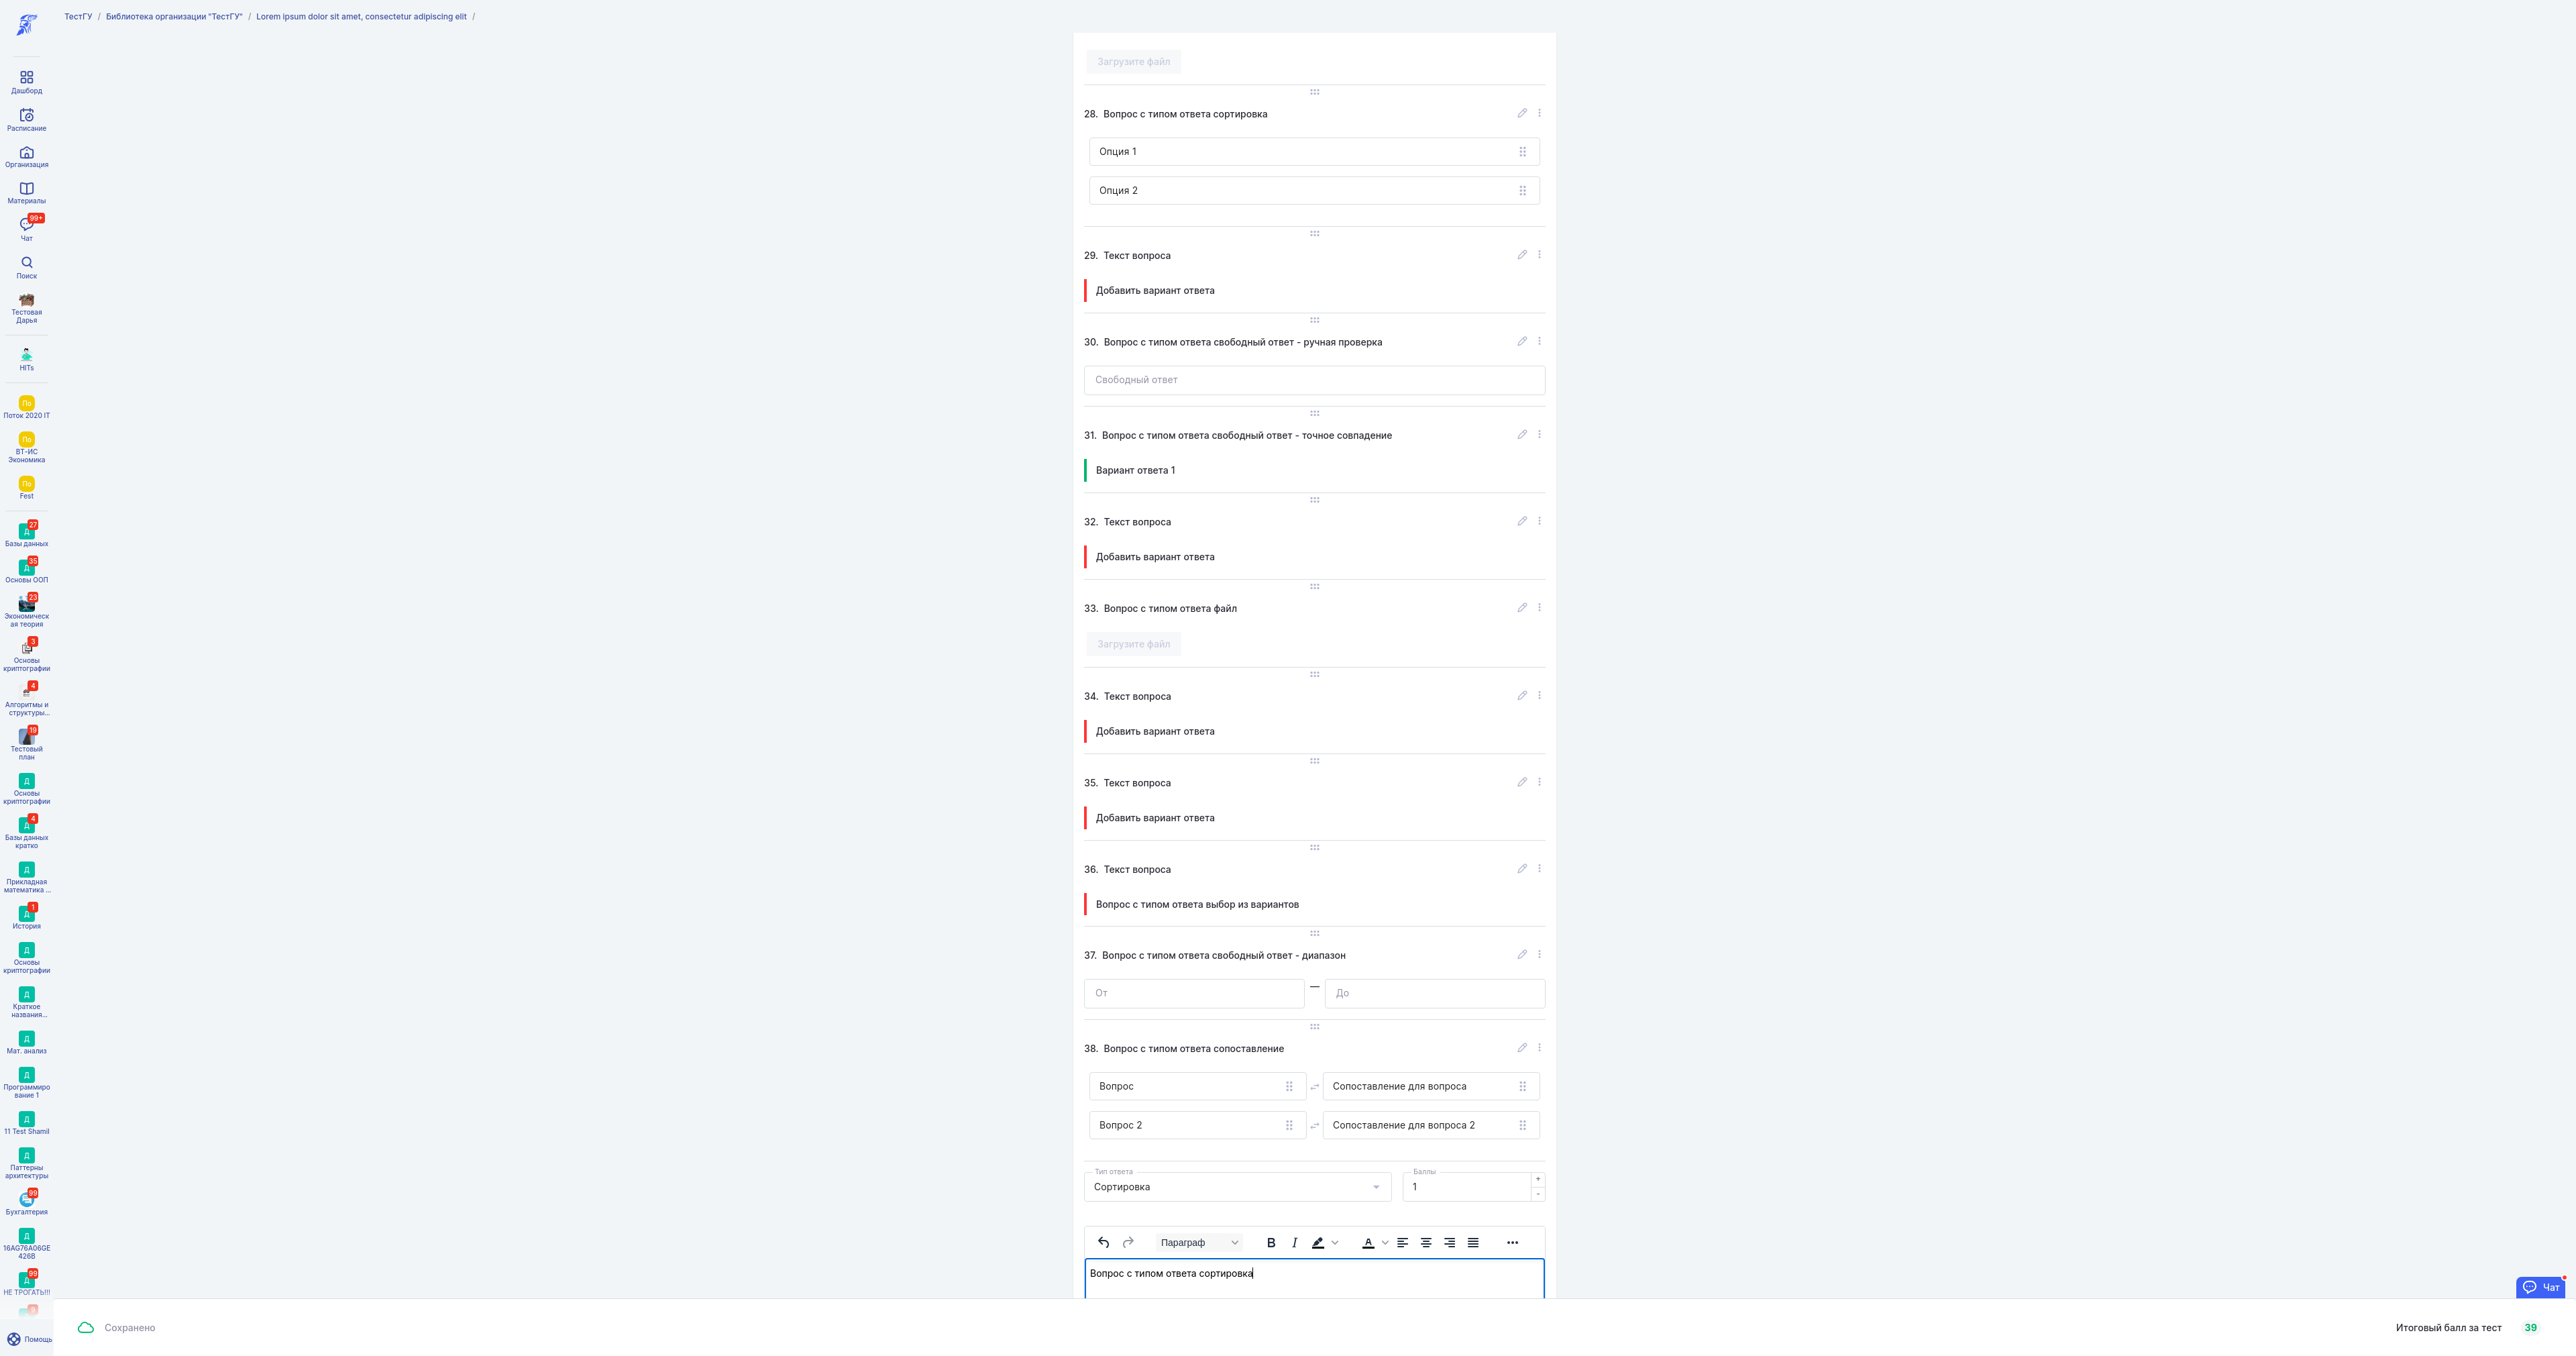 ТестГУ / Библиотека организации "ТестГУ" / Lorem ipsum dolor sit amet, consectetur adipiscing elit /
Дашборд
Расписание
Организация
Материалы
99+
Чат
Поиск
Тестовая
Дарья
HITs
По
Поток 2020 IT
По
ВТ-ИС
Экономика
По
Fest
27
Д
Базы данных
35
Д
Основы ООП
23
Экономическ
ая теория
3
Основы
криптографии
4
Алгоритмы и
структуры...
19
Тестовый
план
Д
Основы
криптографии
4
Д
Базы данных
кратко
Д
Прикладная
математика ...
1
Д
История
Д
Основы
криптографии
Д
Краткое
названия...
Д
Мат. анализ
Д
Программиро
вание 1
Д
11 Test Shamil
Д
Паттерны
архитектуры
99
Бухгалтерия
Д
16AG76A06GE
426B
99
Д
НЕ ТРОГАТЬ!!!
Помощь
Загрузите файл
28. Вопрос с типом ответа сортировка
Опция 1
Опция 2
29. Текст вопроса
Добавить вариант ответа
30. Вопрос с типом ответа свободный ответ - ручная проверка
Свободный ответ
31. Вопрос с типом ответа свободный ответ - точное совпадение
Вариант ответа 1
32. Текст вопроса
Добавить вариант ответа
33. Вопрос с типом ответа файл
Загрузите файл
34. Текст вопроса
Добавить вариант ответа
35. Текст вопроса
Добавить вариант ответа
36. Текст вопроса
Вопрос с типом ответа выбор из вариантов
37. Вопрос с типом ответа свободный ответ - диапазон
От — До
38. Вопрос с типом ответа сопоставление
Вопрос Сопоставление для вопроса
Вопрос 2 Сопоставление для вопроса 2
Тип ответа Баллы
Сортировка 1 + -
Параграф B I A ...
Вопрос с типом ответа сортировка
Чат
Сохранено
Итоговый балл за тест 39